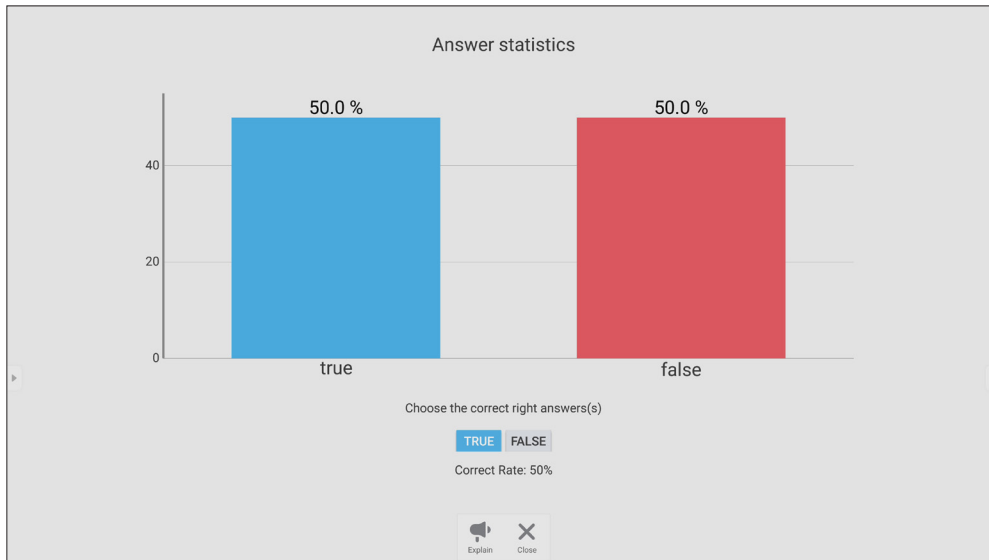 Answer statistics
50.0 % 50.0 %
40
20
0
true false
Choose the correct right answers(s)
TRUE FALSE
Correct Rate: 50%
Explain Close